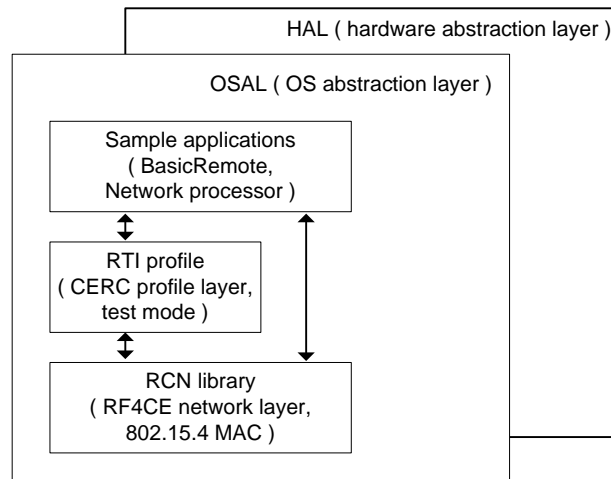 HAL ( hardware abstraction layer )
OSAL ( OS abstraction layer )
Sample applications
( BasicRemote,
Network processor )
RTI profile
( CERC profile layer,
test mode )
RCN library
( RF4CE network layer,
802.15.4 MAC )